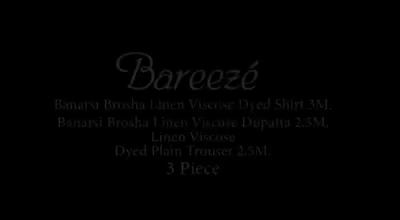 Bareezé
Banarsi Brosha Linen Viscose Dyed Shirt 3M,
Banarsi Brosha Linen Viscose Dupatta 2.5M,
Linen Viscose
Dyed Plain Trouser 2.5M,
3 Piece